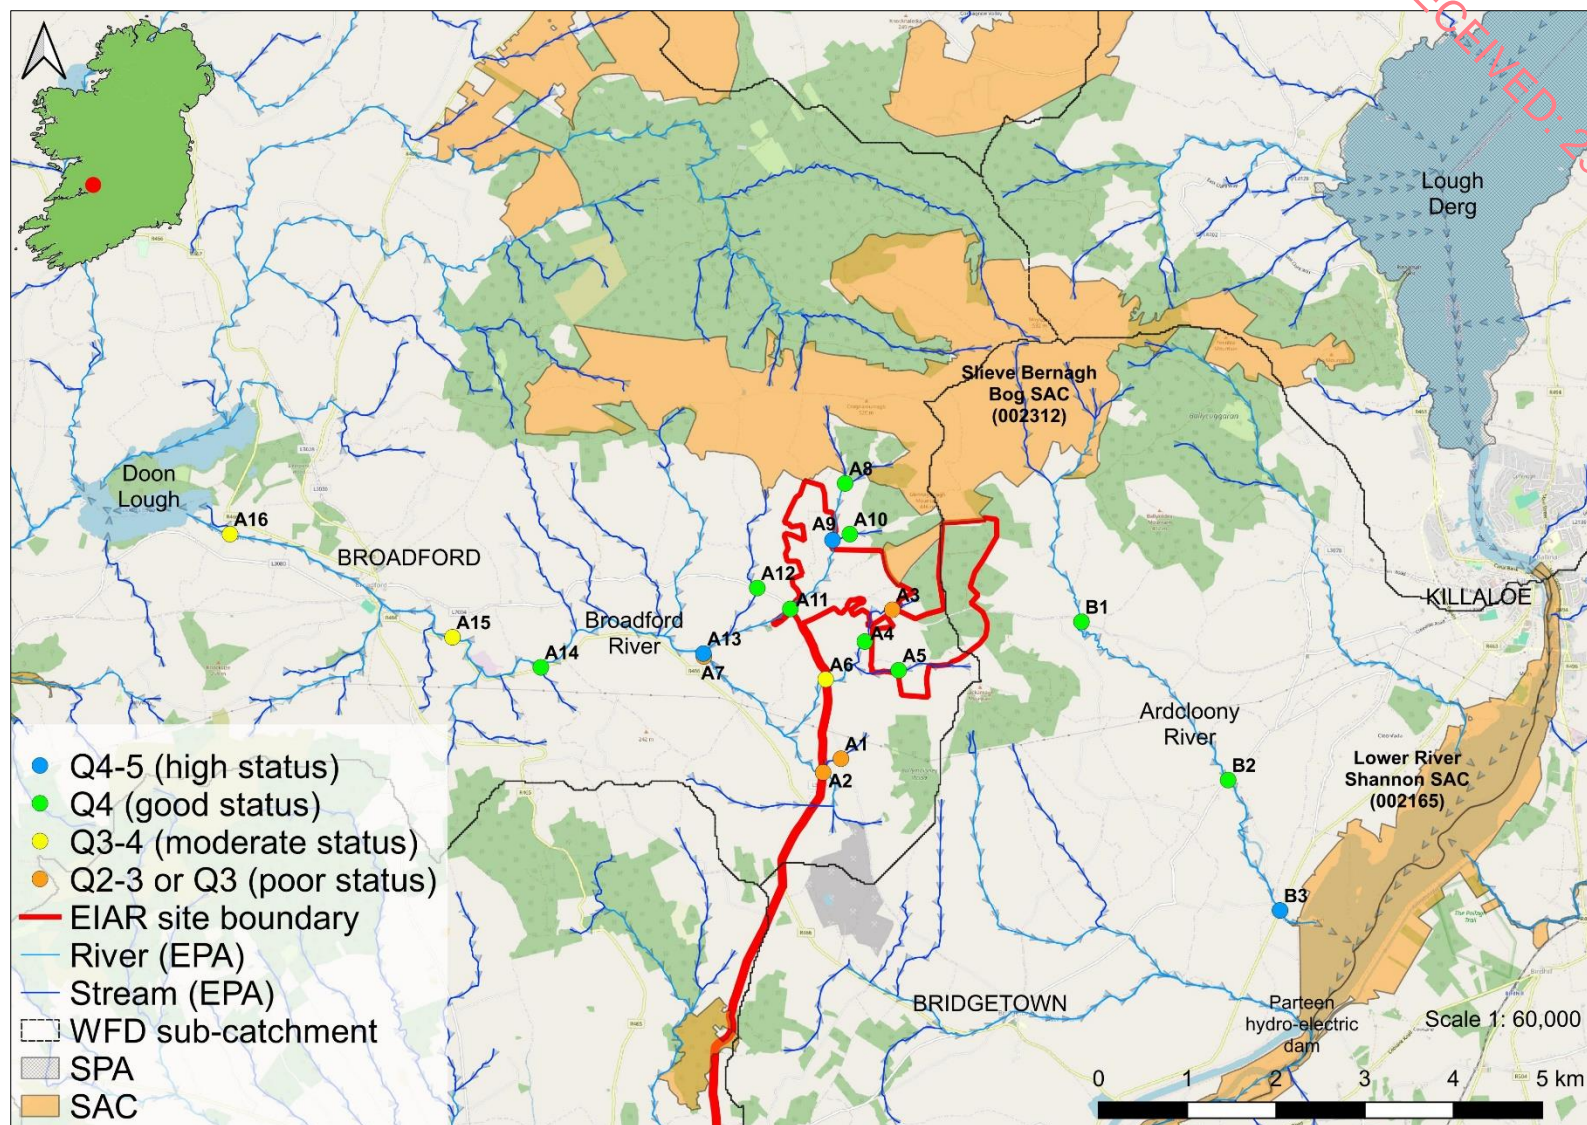 RECEIVED: 2
Lough
Derg
Slieve Bernagh
Bog SAC
(002312)
Doon
Lough
A8
A16
A9
A10
BROADFORD
A12
A11
A3
KILLALOE
B1
Broadford
River
A15
A4
A13
A14
A7
A5
A6
Ardcloony
River
A1
A2
B2
Lower River
Shannon SAC
(002165)
B3
BRIDGETOWN
Parteen
hydro-electric
dam
Q4-5 (high status)
Q4 (good status)
Q3-4 (moderate status)
Q2-3 or Q3 (poor status)
EIAR site boundary
River (EPA)
Stream (EPA)
WFD sub-catchment
SPA
SAC
Scale 1: 60,000
0 1 2 3 4 5 km